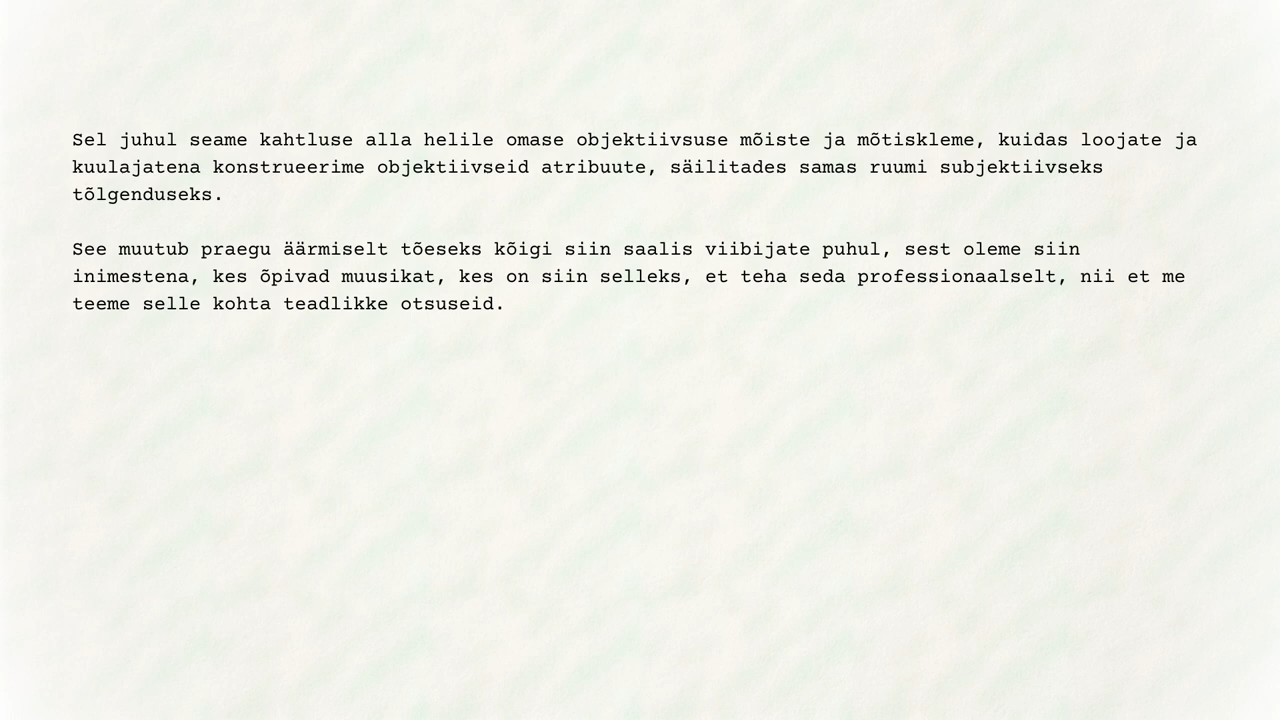 Sel juhul seame kahtluse alla helile omase objektiivsuse mõiste ja mõtiskleme, kuidas loojate ja
kuulajatena konstrueerime objektiivseid atribuute, säilitades samas ruumi subjektiivseks
tõlgenduseks.
See muutub praegu äärmiselt tõeseks kõigi siin saalis viibijate puhul, sest oleme siin
inimestena, kes õpivad muusikat, kes on siin selleks, et teha seda professionaalselt, nii et me
teeme selle kohta teadlikke otsuseid.